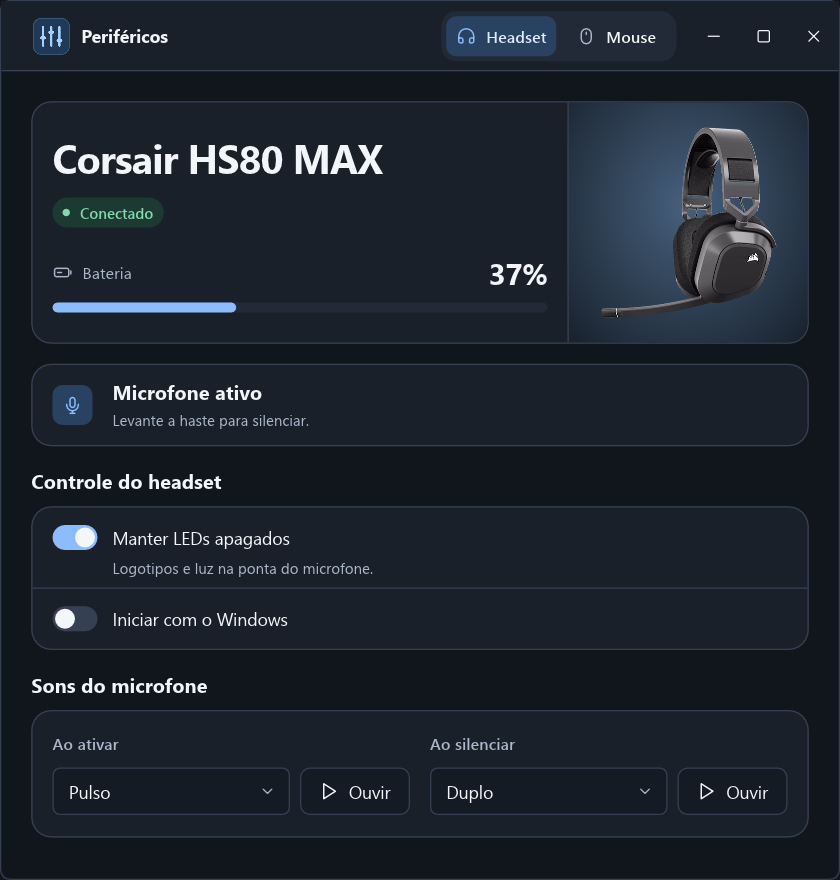 Periféricos
Headset
Mouse
Corsair HS80 MAX
Conectado
Bateria
37%
Microfone ativo
Levante a haste para silenciar.
Controle do headset
Manter LEDs apagados
Logotipos e luz na ponta do microfone.
Iniciar com o Windows
Sons do microfone
Ao ativar
Ao silenciar
Pulso
Ouvir
Duplo
Ouvir